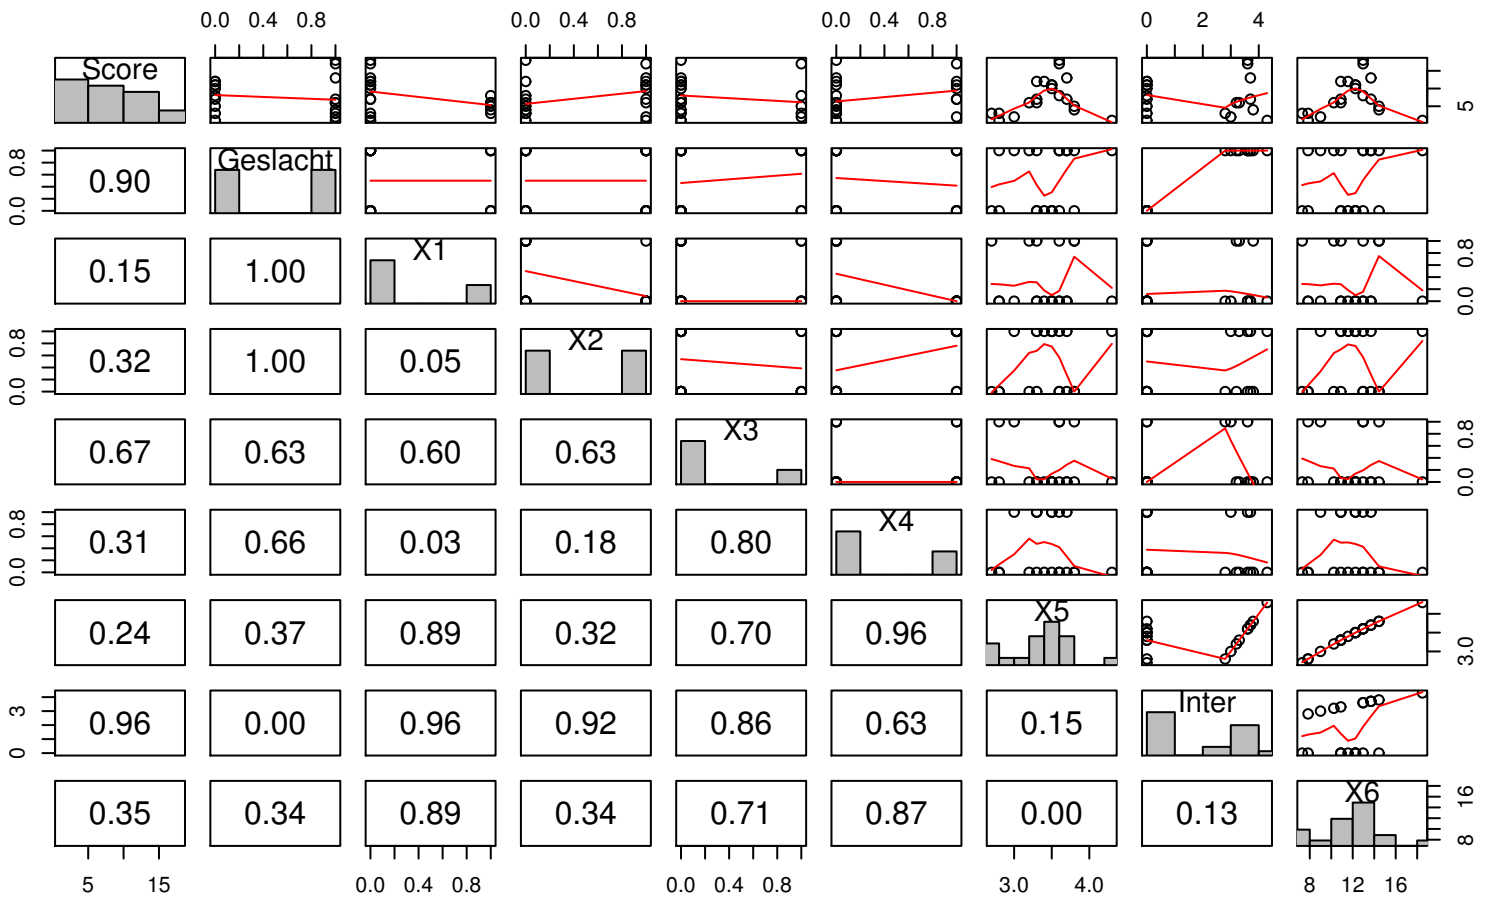 0.0 0.4 0.8 0.0 0.4 0.8 0.0 0.4 0.8 0 2 4
Score 5
0.0 0.8 0.90 Geslacht
0.15 1.00 X1 0.0 0.8
0.0 0.8 0.32 1.00 0.05 X2
0.67 0.63 0.60 0.63 X3 0.0 0.8
0.0 0.8 0.31 0.66 0.03 0.18 0.80 X4
0.24 0.37 0.89 0.32 0.70 0.96 X5 3.0
0 3 0.96 0.00 0.96 0.92 0.86 0.63 0.15 Inter
0.35 0.34 0.89 0.34 0.71 0.87 0.00 0.13 X6 8 16
5 15 0.0 0.4 0.8 0.0 0.4 0.8 3.0 4.0 8 12 16